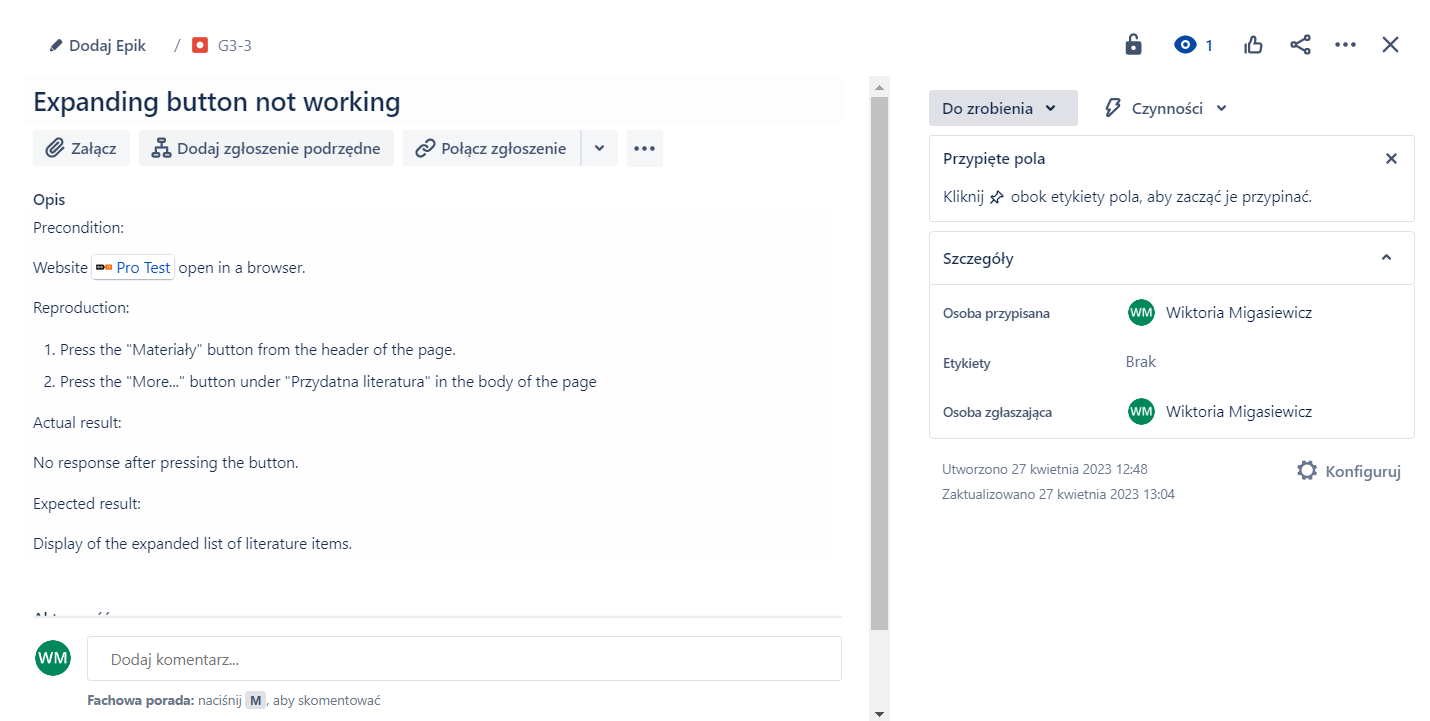 Dodaj Epik / G3-3
1
Expanding button not working
Załącz Dodaj zgłoszenie podrzędne Połącz zgłoszenie
Opis
Precondition:
Website Pro Test open in a browser.
Reproduction:
1. Press the "Materiały" button from the header of the page.
2. Press the "More..." button under "Przydatna literatura" in the body of the page
Actual result:
No response after pressing the button.
Expected result:
Display of the expanded list of literature items.
WM Dodaj komentarz...
Fachowa porada: naciśnij M, aby skomentować
Do zrobienia Czynności
Przypięte pola
Kliknij obok etykiety pola, aby zacząć je przypinać.
Szczegóły
Osoba przypisana WM Wiktoria Migasiewicz
Etykiety Brak
Osoba zgłaszająca WM Wiktoria Migasiewicz
Utworzono 27 kwietnia 2023 12:48 Konfiguruj
Zaktualizowano 27 kwietnia 2023 13:04